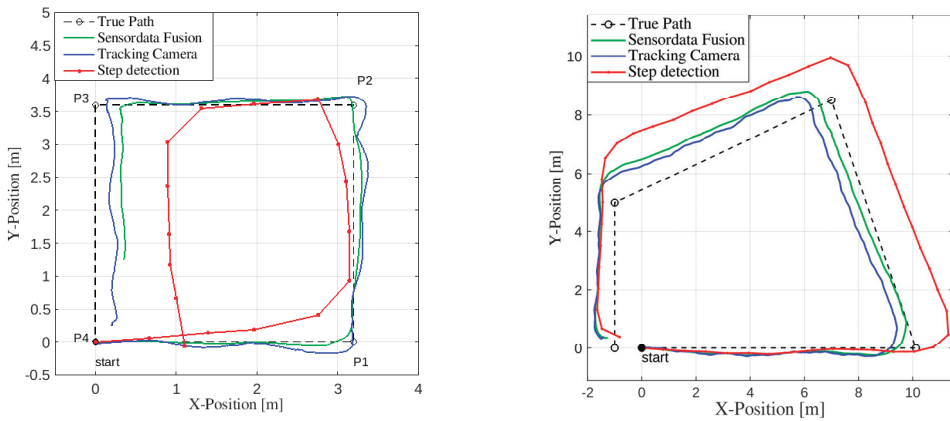 True Path
Sensordata Fusion
Tracking Camera
Step detection
5
4.5
4
3.5
3
2.5
2
1.5
1
0.5
0
-0.5
Y-Position [m]
P3
P2
P4
P1
start
0 1 2 3 4
X-Position [m]
True Path
Sensordata Fusion
Tracking Camera
Step detection
10
8
6
4
2
0
Y-Position [m]
start
-2 0 2 4 6 8 10
X-Position [m]